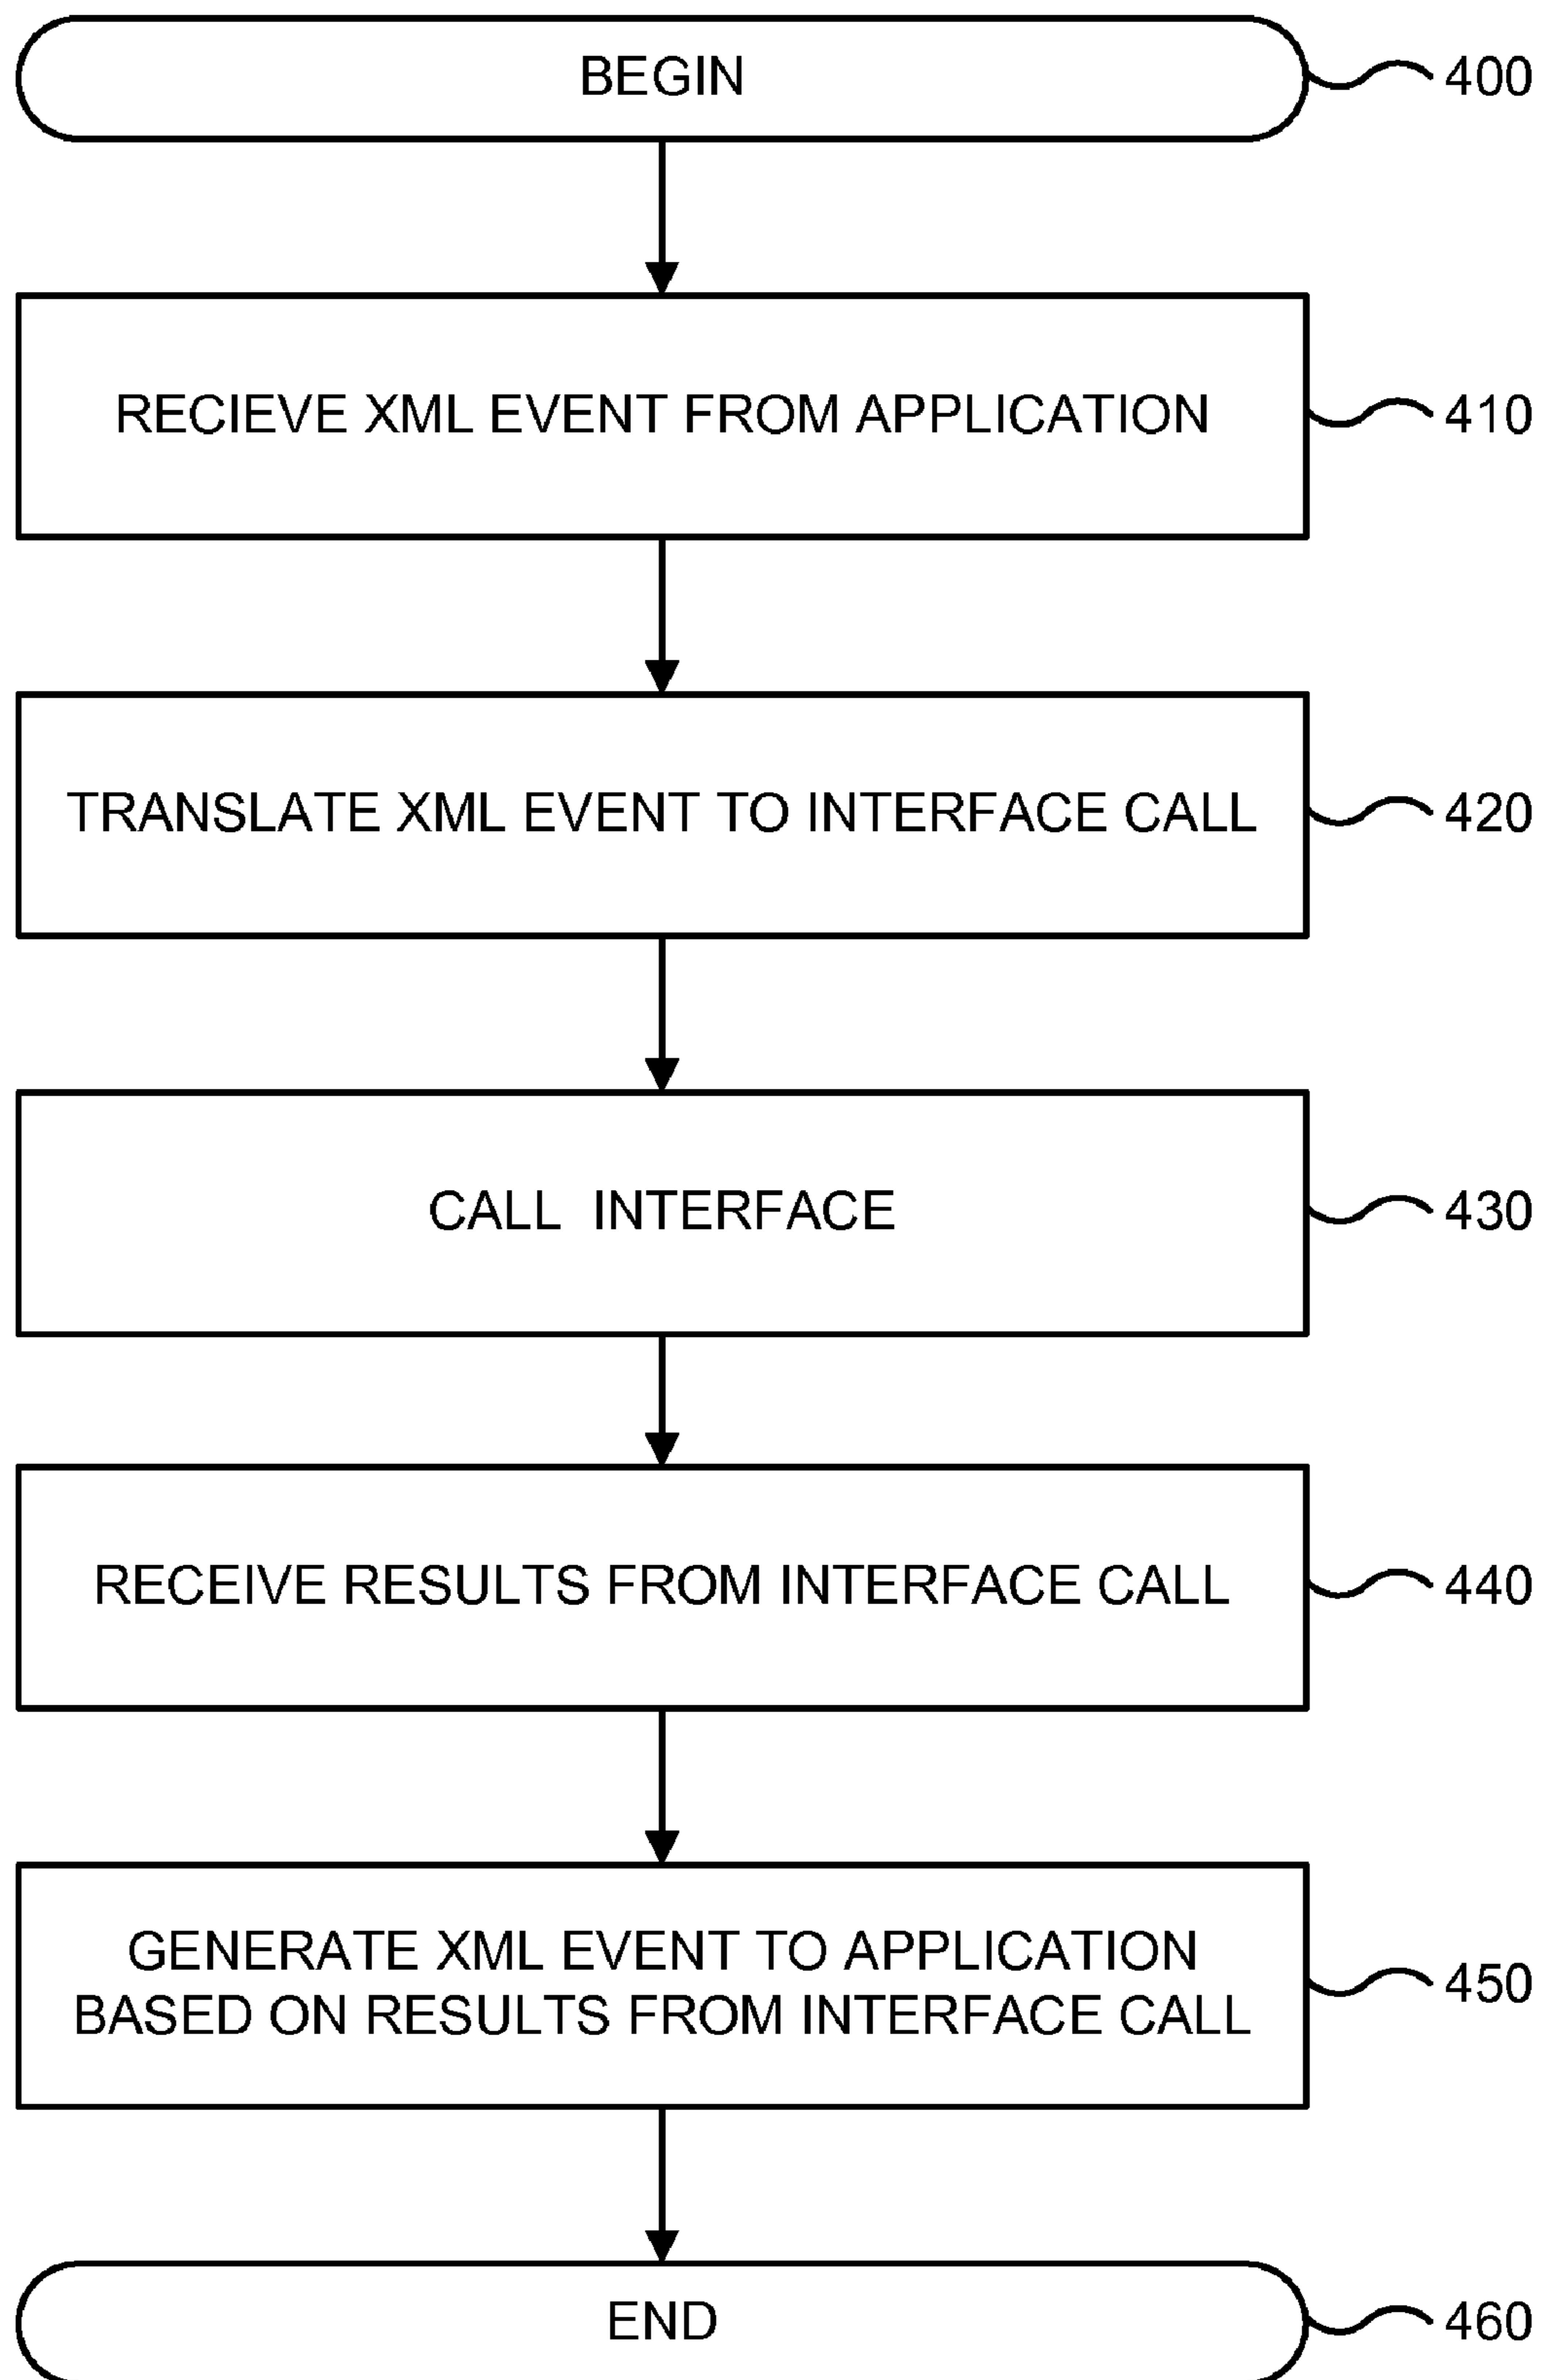 BEGIN
400
RECIEVE XML EVENT FROM APPLICATION
410
TRANSLATE XML EVENT TO INTERFACE CALL
420
CALL INTERFACE
430
RECEIVE RESULTS FROM INTERFACE CALL
440
GENERATE XML EVENT TO APPLICATION
BASED ON RESULTS FROM INTERFACE CALL
450
END
460